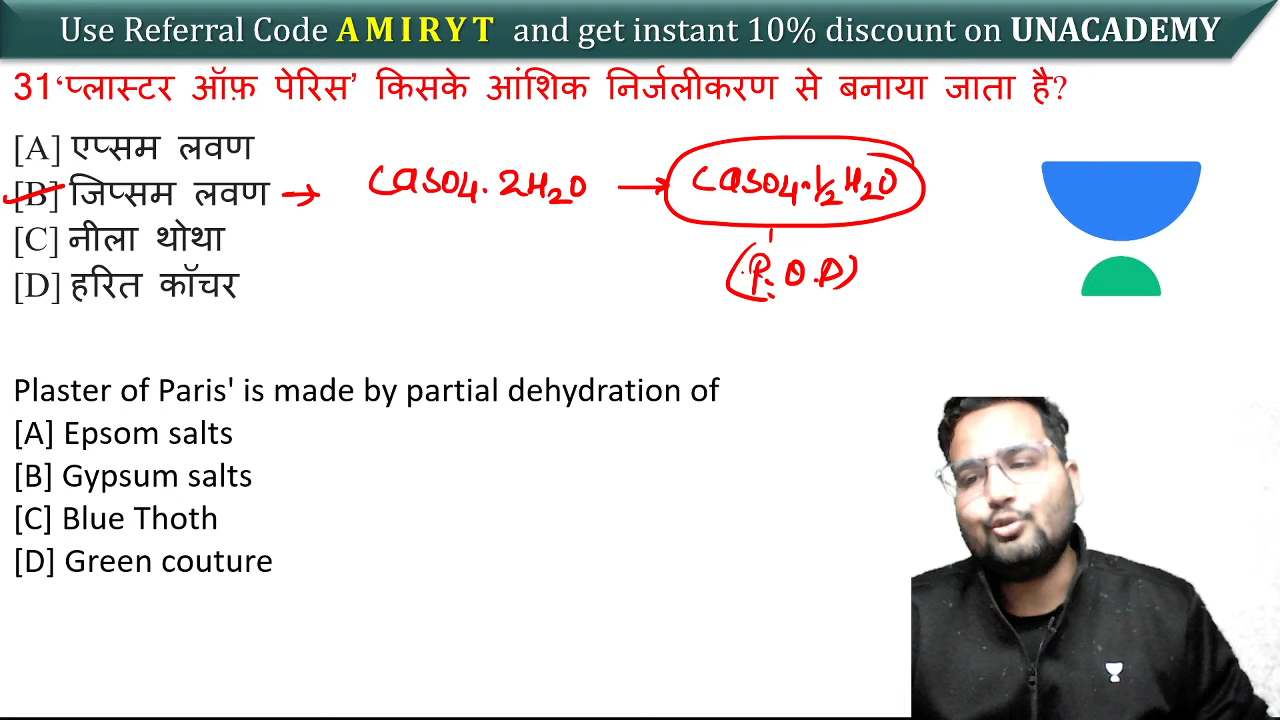 Use Referral Code AMIRYT and get instant 10% discount on UNACADEMY
31‘प्लास्टर ऑफ़ पेरिस’ किसके आंशिक निर्जलीकरण से बनाया जाता है?
[A] एप्सम लवण
[B] जिप्सम लवण → CaSO4. 2H2O → CaSO4.1/2 H2O
[C] नीला थोथा
(P.O.P)
[D] हरित कॉचर
Plaster of Paris' is made by partial dehydration of
[A] Epsom salts
[B] Gypsum salts
[C] Blue Thoth
[D] Green couture